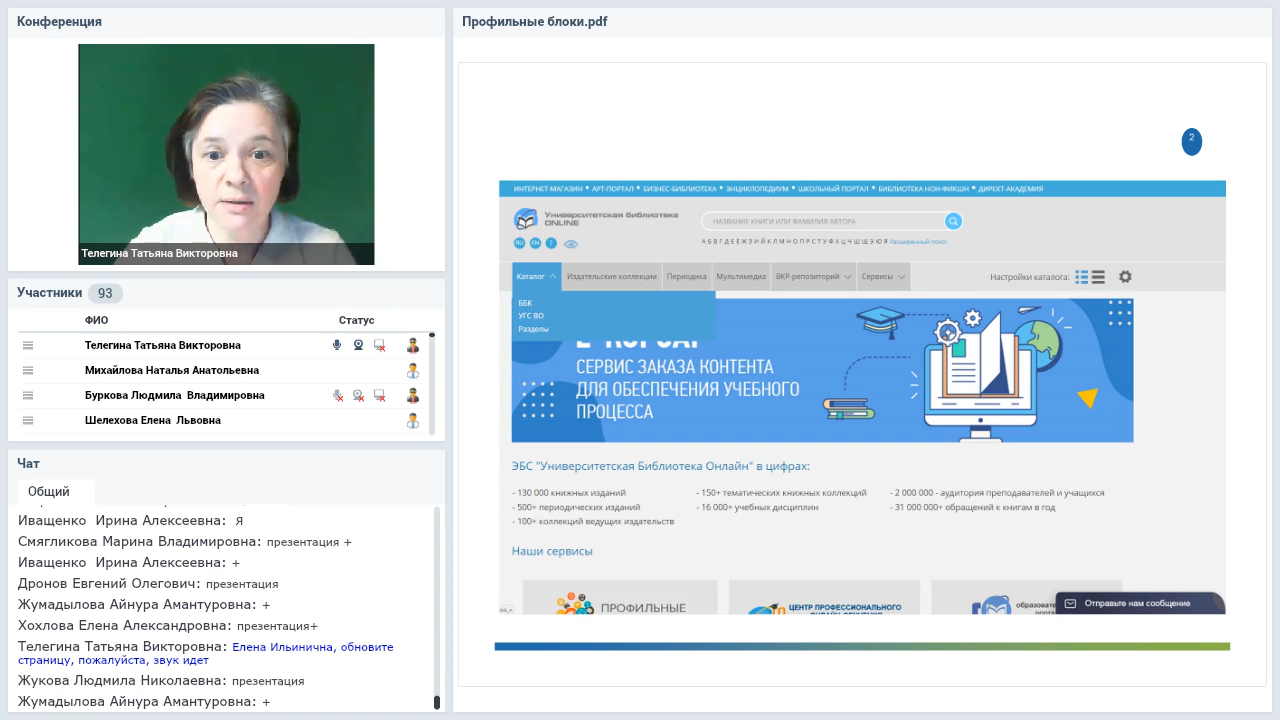 Конференция
Телегина Татьяна Викторовна
Участники 93
ФИО Статус
Телегина Татьяна Викторовна
Михайлова Наталья Анатольевна
Буркова Людмила Владимировна
Шелехова Елена Львовна
Чат
Общий
Иващенко Ирина Алексеевна: Я
Смягликова Марина Владимировна: презентация +
Иващенко Ирина Алексеевна: +
Дронов Евгений Олегович: презентация
Жумадылова Айнура Амантуровна: +
Хохлова Елена Александровна: презентация+
Телегина Татьяна Викторовна: Елена Ильинична, обновите
страницу, пожалуйста, звук идет
Жукова Людмила Николаевна: презентация
Жумадылова Айнура Амантуровна: +
Профильные блоки.pdf
2
ИНТЕРНЕТ-МАГАЗИН • АРТ-ПОРТАЛ • БИЗНЕС-БИБЛИОТЕКА • ЭНЦИКЛОПЕДИУМ • ШКОЛЬНЫЙ ПОРТАЛ • БИБЛИОТЕКА НОН-ФИКШН • ДИРЕКТ-АКАДЕМИЯ
Университетская библиотека
ONLINE
НАЗВАНИЕ КНИГИ ИЛИ ФАМИЛИЯ АВТОРА
RU EN ?
А Б В Г Д Е Ё Ж З И Й К Л М Н О П Р С Т У Ф Х Ц Ч Ш Щ Э Ю Я Расширенный поиск
Каталог Издательские коллекции Периодика Мультимедиа ВКР-репозиторий Сервисы Настройки каталога:
ББК
УГС ВО
Разделы
СЕРВИС ЗАКАЗА КОНТЕНТА
ДЛЯ ОБЕСПЕЧЕНИЯ УЧЕБНОГО
ПРОЦЕССА
ЭБС "Университетская Библиотека Онлайн" в цифрах:
- 130 000 книжных изданий - 150+ тематических книжных коллекций - 2 000 000 - аудитория преподавателей и учащихся
- 500+ периодических изданий - 16 000+ учебных дисциплин - 31 000 000+ обращений к книгам в год
- 100+ коллекций ведущих издательств
Наши сервисы
ПРОФИЛЬНЫЕ
ЦЕНТР ПРОФЕССИОНАЛЬНОГО
Отправьте нам сообщение